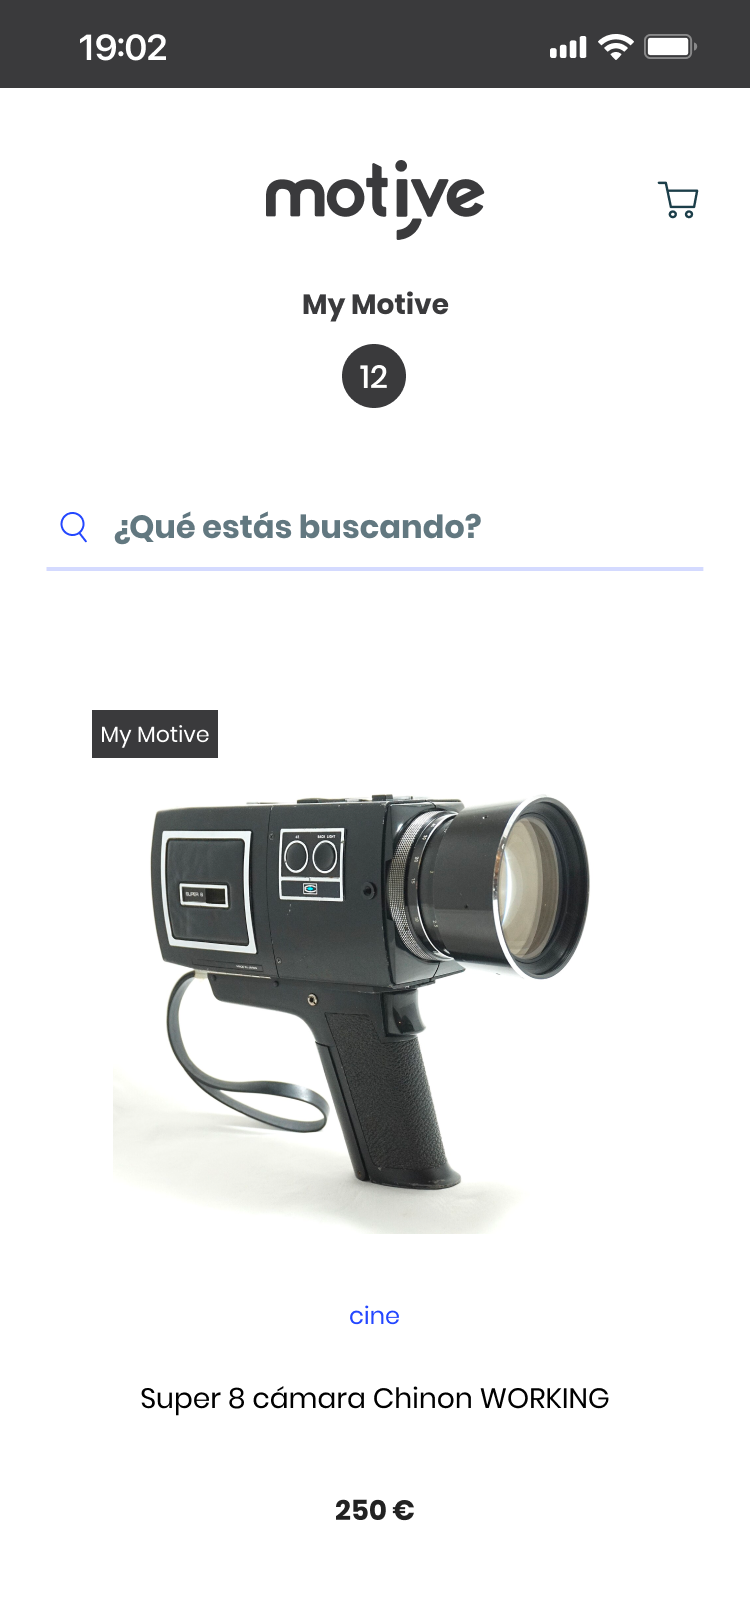 19:02
motive
My Motive
12
¿Qué estás buscando?
My Motive
BACK LIGHT
SUPER 8
cine
Super 8 cámara Chinon WORKING
250 €